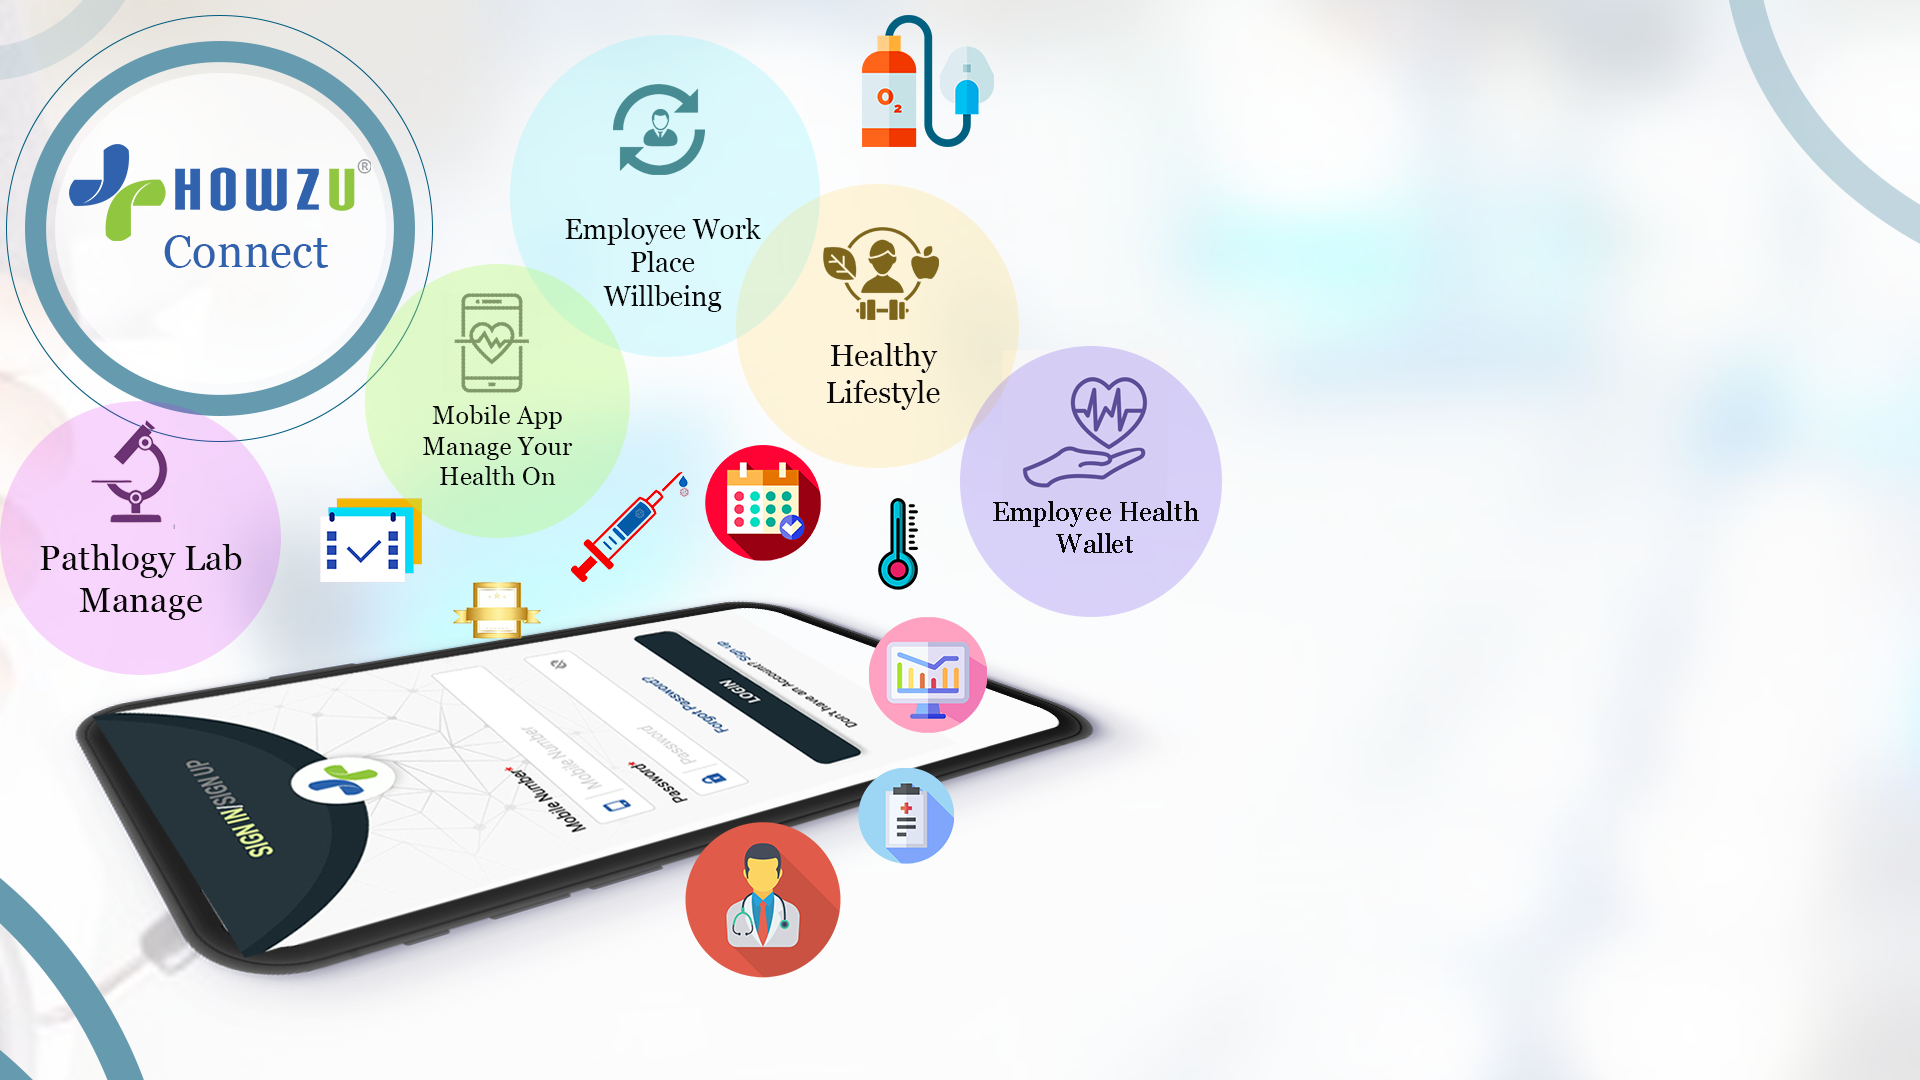 HOWZU®
Connect
Employee Work
Place
Willbeing
O2
Healthy
Lifestyle
Mobile App
Manage Your
Health On
Employee Health
Wallet
Pathlogy Lab
Manage
SIGN IN/SIGN UP
Mobile Number*
Mobile Number
Password*
Password
Forgot Password?
LOGIN
Don't have an Account? Sign up